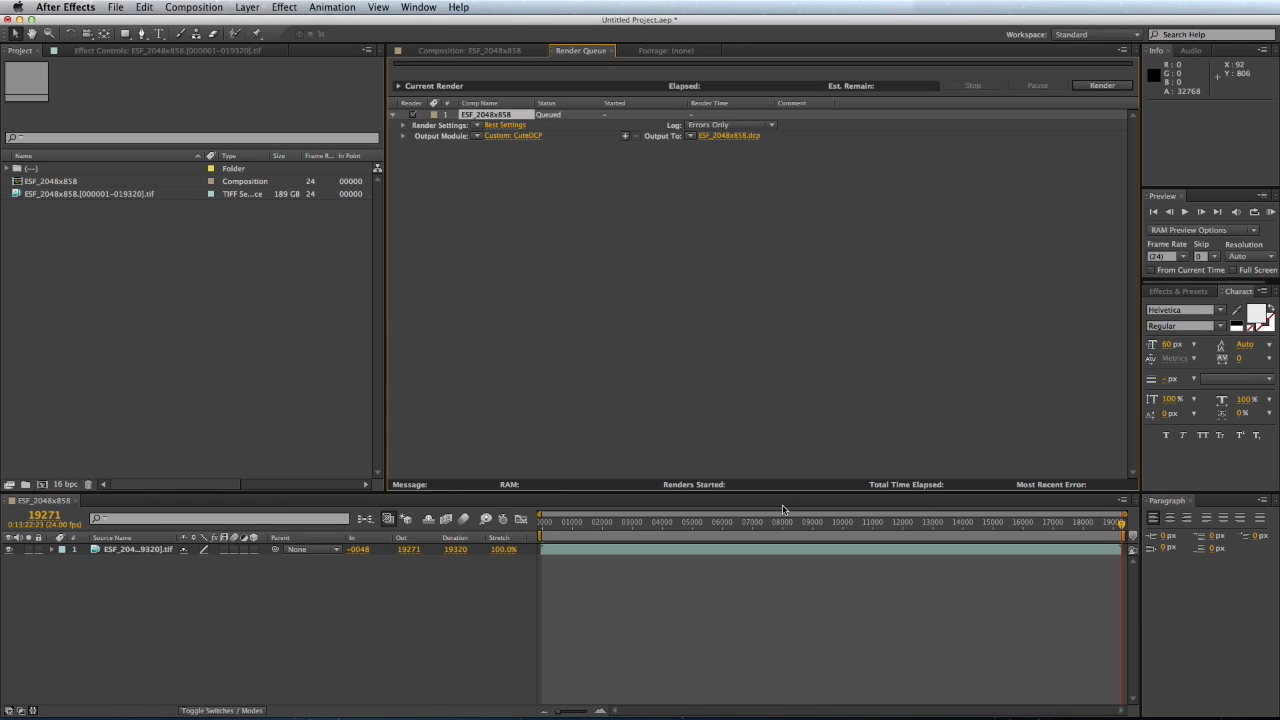 After Effects File Edit Composition Layer Effect Animation View Window Help
Untitled Project.aep *
Workspace: Standard Search Help
Project Effect Controls: ESF_2048x858.[000001-019320].tif Composition: ESF_2048x858 Render Queue Footage: (none) Info Audio
R: 0 X: 92
G: 0 Y: 806
B: 0
A: 32768
Current Render Elapsed: Est. Remain: Stop Pause Render
Render # Comp Name Status Started Render Time Comment
1 ESF_2048x858 Queued - -
Render Settings: Best Settings Log: Errors Only
Output Module: Custom: CuteDCP Output To: ESF_2048x858.dcp
Name Type Size Frame R... In Point
(--) Folder
ESF_2048x858 Composition 24 00000
ESF_2048x858.[000001-019320].tif TIFF Se...ce 189 GB 24 00000
Preview
RAM Preview Options
Frame Rate Skip Resolution
(24) 0 Auto
From Current Time Full Screen
Effects & Presets Charact
Helvetica
Regular
60 px Auto
Metrics 0
- px
100 % 100 %
0 px 0 %
T T TT Tт T¹ T,
16 bpc
Message: RAM: Renders Started: Total Time Elapsed: Most Recent Error:
ESF_2048x858
19271
0:13:22:23 (24.00 fps)
0000 01000 02000 03000 04000 05000 06000 07000 08000 09000 10000 11000 12000 13000 14000 15000 16000 17000 18000 1900
# Source Name Parent In Out Duration Stretch
1 ESF_204...9320].tif None -0048 19271 19320 100.0%
Toggle Switches / Modes
Paragraph
0 px 0 px 0 px
0 px 0 px